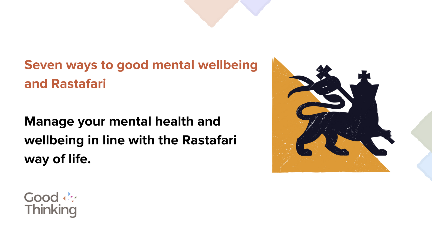 Seven ways to good mental wellbeing
and Rastafari
Manage your mental health and
wellbeing in line with the Rastafari
way of life.
Good
Thinking